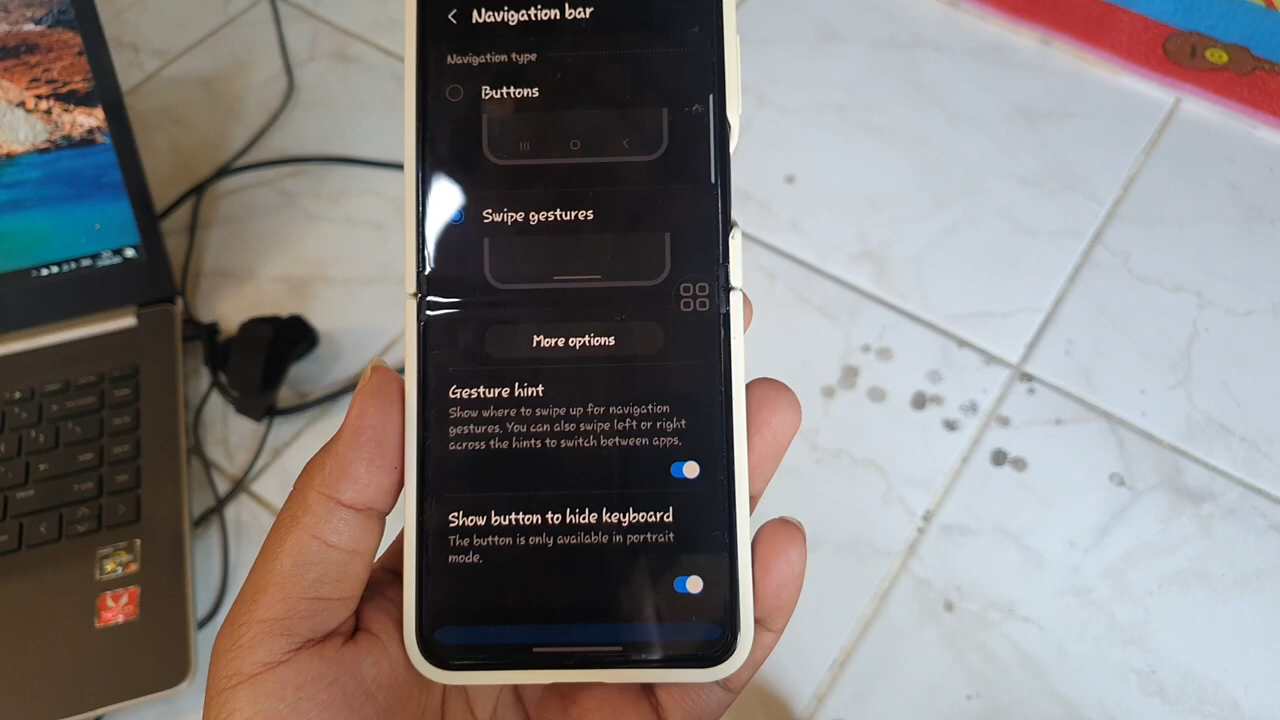 Navigation bar
Navigation type
Buttons
Swipe gestures
More options
Gesture hint
Show where to swipe up for navigation
gestures. You can also swipe left or right
across the hints to switch between apps.
Show button to hide keyboard
The button is only available in portrait
mode.